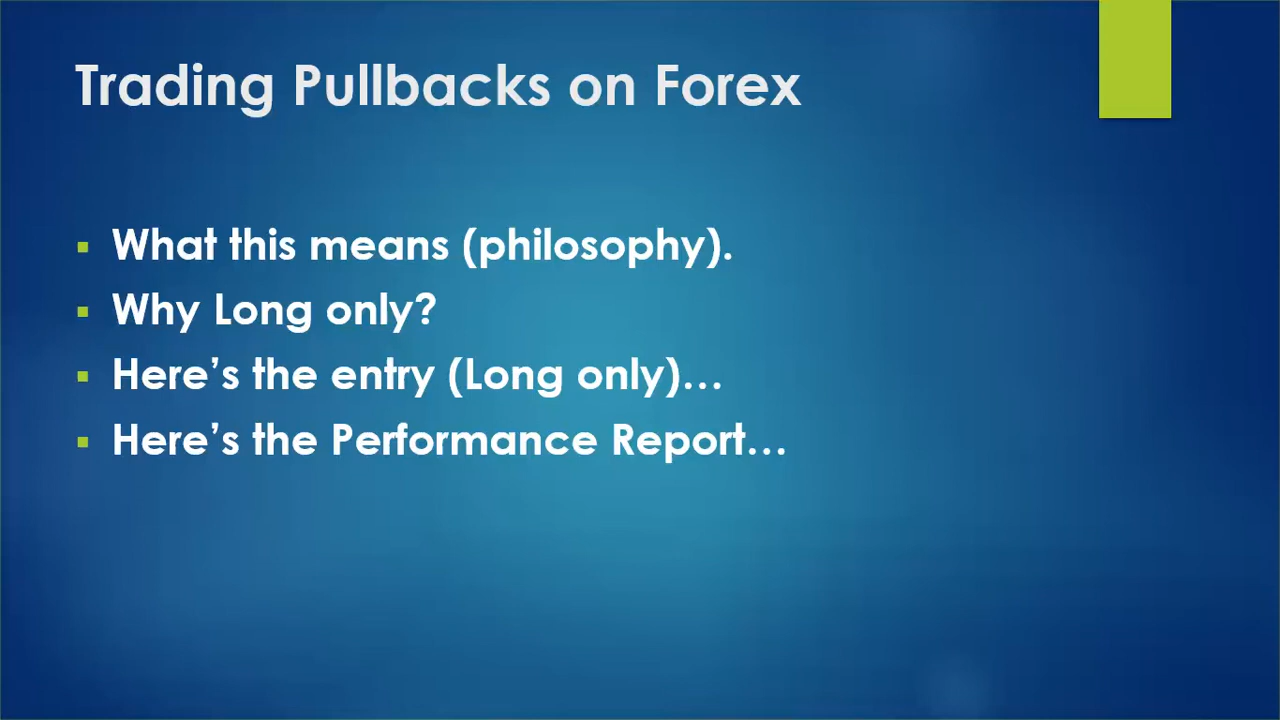 Trading Pullbacks on Forex
▪ What this means (philosophy).
▪ Why Long only?
▪ Here’s the entry (Long only)…
▪ Here’s the Performance Report…